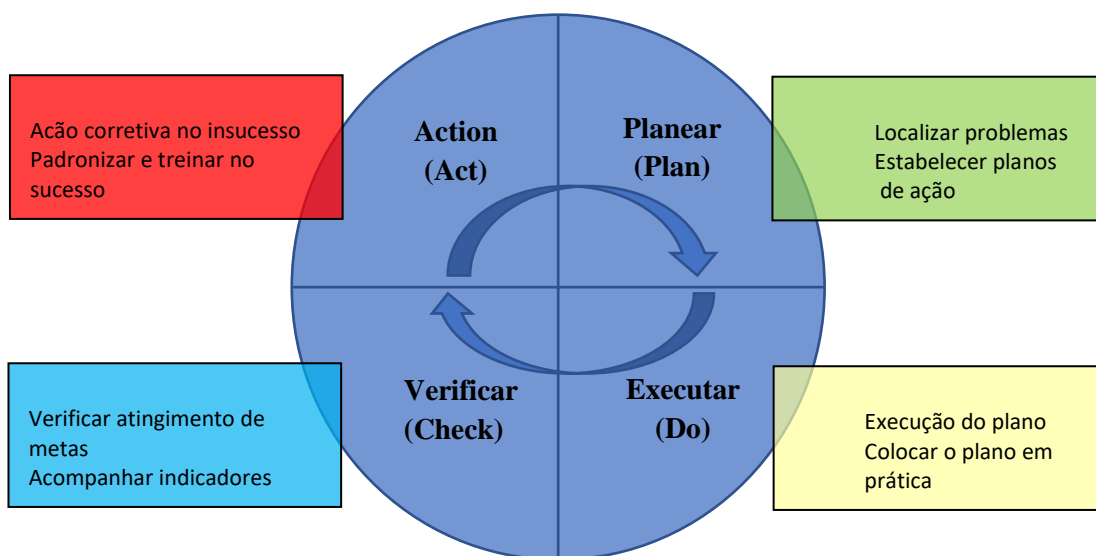 Acão corretiva no insucesso
Padronizar e treinar no
sucesso
Action
(Act)
Planear
(Plan)
Localizar problemas
Estabelecer planos
de ação
Verificar atingimento de
metas
Acompanhar indicadores
Verificar
(Check)
Executar
(Do)
Execução do plano
Colocar o plano em
prática